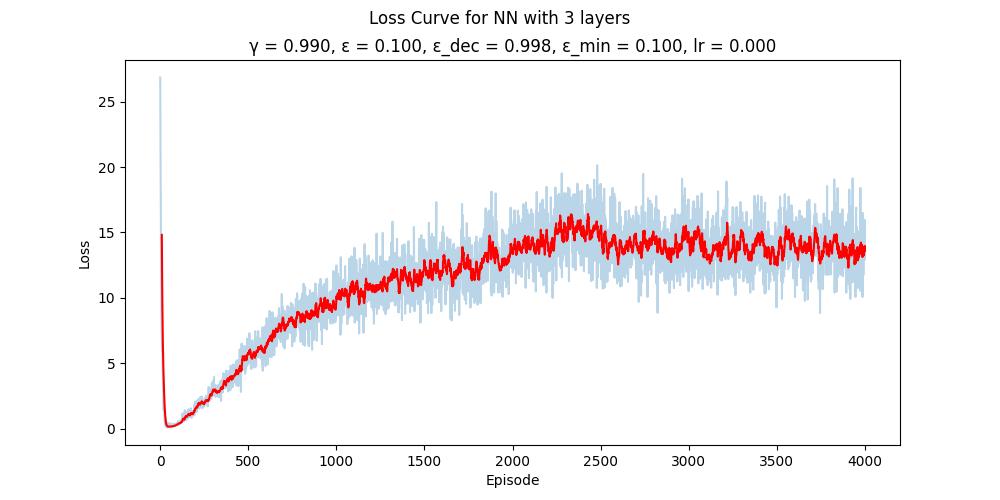 Loss Curve for NN with 3 layers
γ = 0.990, ε = 0.100, ε_dec = 0.998, ε_min = 0.100, lr = 0.000
25
20
15
10
5
0
Loss
0 500 1000 1500 2000 2500 3000 3500 4000
Episode